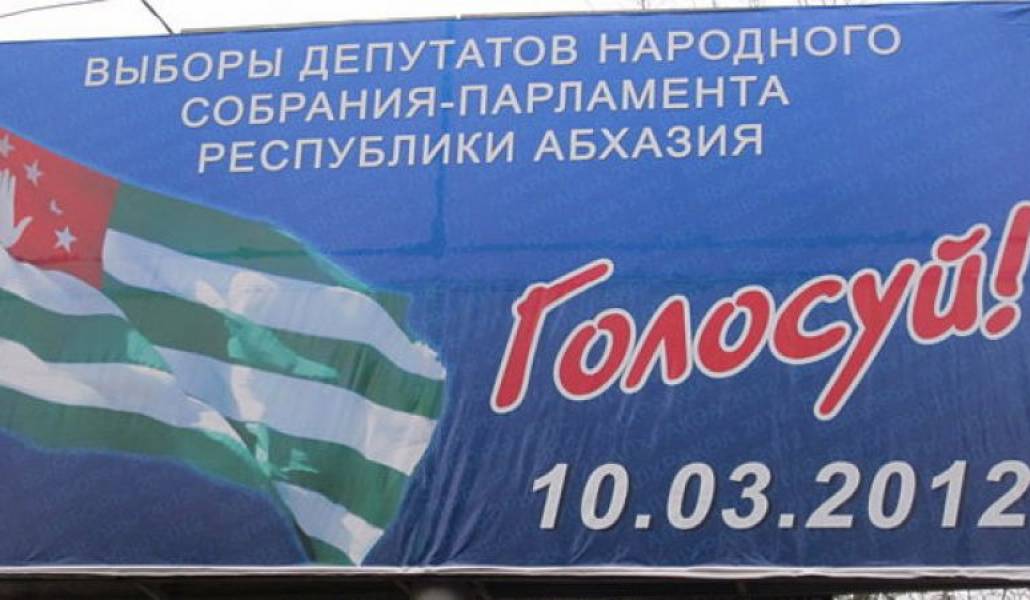 ВЫБОРЫ ДЕПУТАТОВ НАРОДНОГО
СОБРАНИЯ-ПАРЛАМЕНТА
РЕСПУБЛИКИ АБХАЗИЯ
Голосуй!
10.03.2012